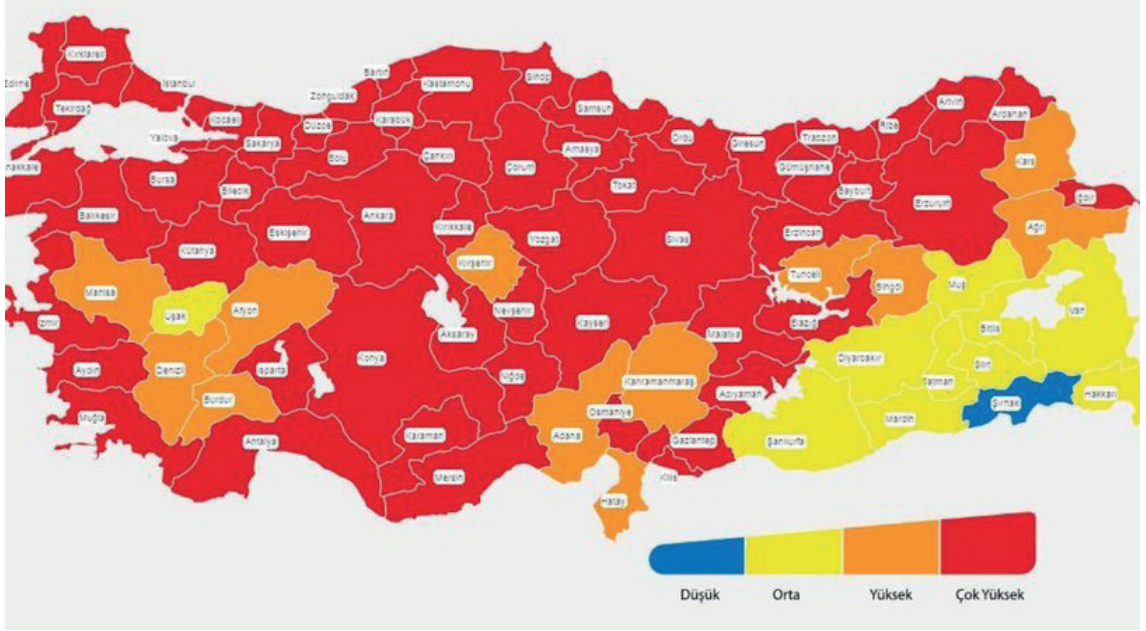 Kırklareli
Edirne
İstanbul
Tekirdağ
Kocaeli
Yalova
Sakarya
Düzce
Zonguldak
Bartın
Karabük
Kastamonu
Sinop
Samsun
Ordu
Giresun
Trabzon
Rize
Artvin
Ardahan
Kars
nakkale
Bursa
Bilecik
Bolu
Çankırı
Çorum
Amasya
Tokat
Gümüşhane
Bayburt
Erzurum
Iğdır
Balıkesir
Kütahya
Eskişehir
Ankara
Kırıkkale
Yozgat
Sivas
Erzincan
Ağrı
Manisa
Uşak
Afyon
Kırşehir
Nevşehir
Kayseri
Tunceli
Bingöl
Muş
Van
Bitlis
İzmir
Aydın
Denizli
Isparta
Konya
Aksaray
Niğde
Malatya
Elazığ
Diyarbakır
Siirt
Batman
Şırnak
Hakkari
Muğla
Burdur
Antalya
Karaman
Mersin
Adana
Osmaniye
Kahramanmaraş
Adıyaman
Gaziantep
Kilis
Şanlıurfa
Mardin
Hatay
Düşük
Orta
Yüksek
Çok Yüksek